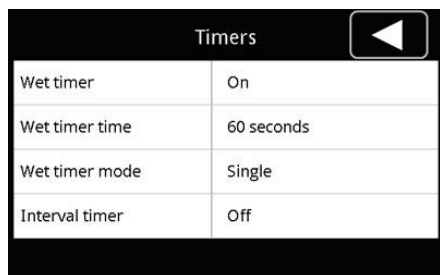 Timers
Wet timer On
Wet timer time 60 seconds
Wet timer mode Single
Interval timer Off